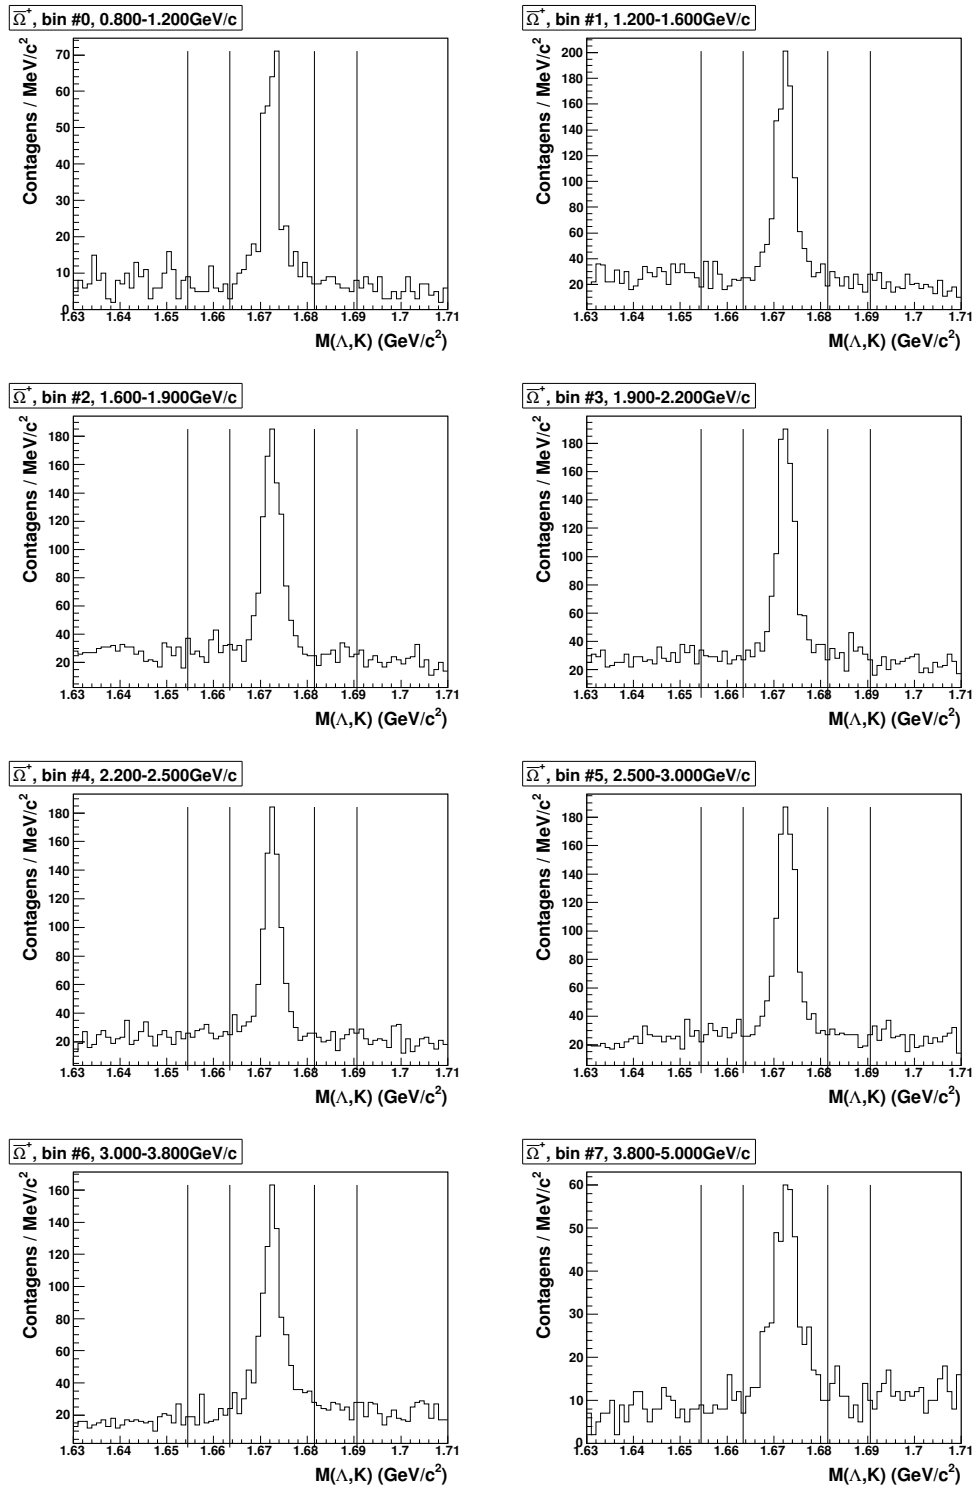 Ω̅⁺, bin #0, 0.800-1.200GeV/c
Contagens / MeV/c²
70
60
50
40
30
20
10
0
1.63 1.64 1.65 1.66 1.67 1.68 1.69 1.7 1.71
M(Λ,K) (GeV/c²)
Ω̅⁺, bin #1, 1.200-1.600GeV/c
Contagens / MeV/c²
200
180
160
140
120
100
80
60
40
20
1.63 1.64 1.65 1.66 1.67 1.68 1.69 1.7 1.71
M(Λ,K) (GeV/c²)
Ω̅⁺, bin #2, 1.600-1.900GeV/c
Contagens / MeV/c²
180
160
140
120
100
80
60
40
20
1.63 1.64 1.65 1.66 1.67 1.68 1.69 1.7 1.71
M(Λ,K) (GeV/c²)
Ω̅⁺, bin #3, 1.900-2.200GeV/c
Contagens / MeV/c²
180
160
140
120
100
80
60
40
20
1.63 1.64 1.65 1.66 1.67 1.68 1.69 1.7 1.71
M(Λ,K) (GeV/c²)
Ω̅⁺, bin #4, 2.200-2.500GeV/c
Contagens / MeV/c²
180
160
140
120
100
80
60
40
20
1.63 1.64 1.65 1.66 1.67 1.68 1.69 1.7 1.71
M(Λ,K) (GeV/c²)
Ω̅⁺, bin #5, 2.500-3.000GeV/c
Contagens / MeV/c²
180
160
140
120
100
80
60
40
20
1.63 1.64 1.65 1.66 1.67 1.68 1.69 1.7 1.71
M(Λ,K) (GeV/c²)
Ω̅⁺, bin #6, 3.000-3.800GeV/c
Contagens / MeV/c²
160
140
120
100
80
60
40
20
1.63 1.64 1.65 1.66 1.67 1.68 1.69 1.7 1.71
M(Λ,K) (GeV/c²)
Ω̅⁺, bin #7, 3.800-5.000GeV/c
Contagens / MeV/c²
60
50
40
30
20
10
0
1.63 1.64 1.65 1.66 1.67 1.68 1.69 1.7 1.71
M(Λ,K) (GeV/c²)